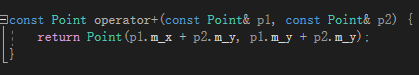 const Point operator+(const Point& p1, const Point& p2) {
    return Point(p1.m_x + p2.m_y, p1.m_y + p2.m_y);
}